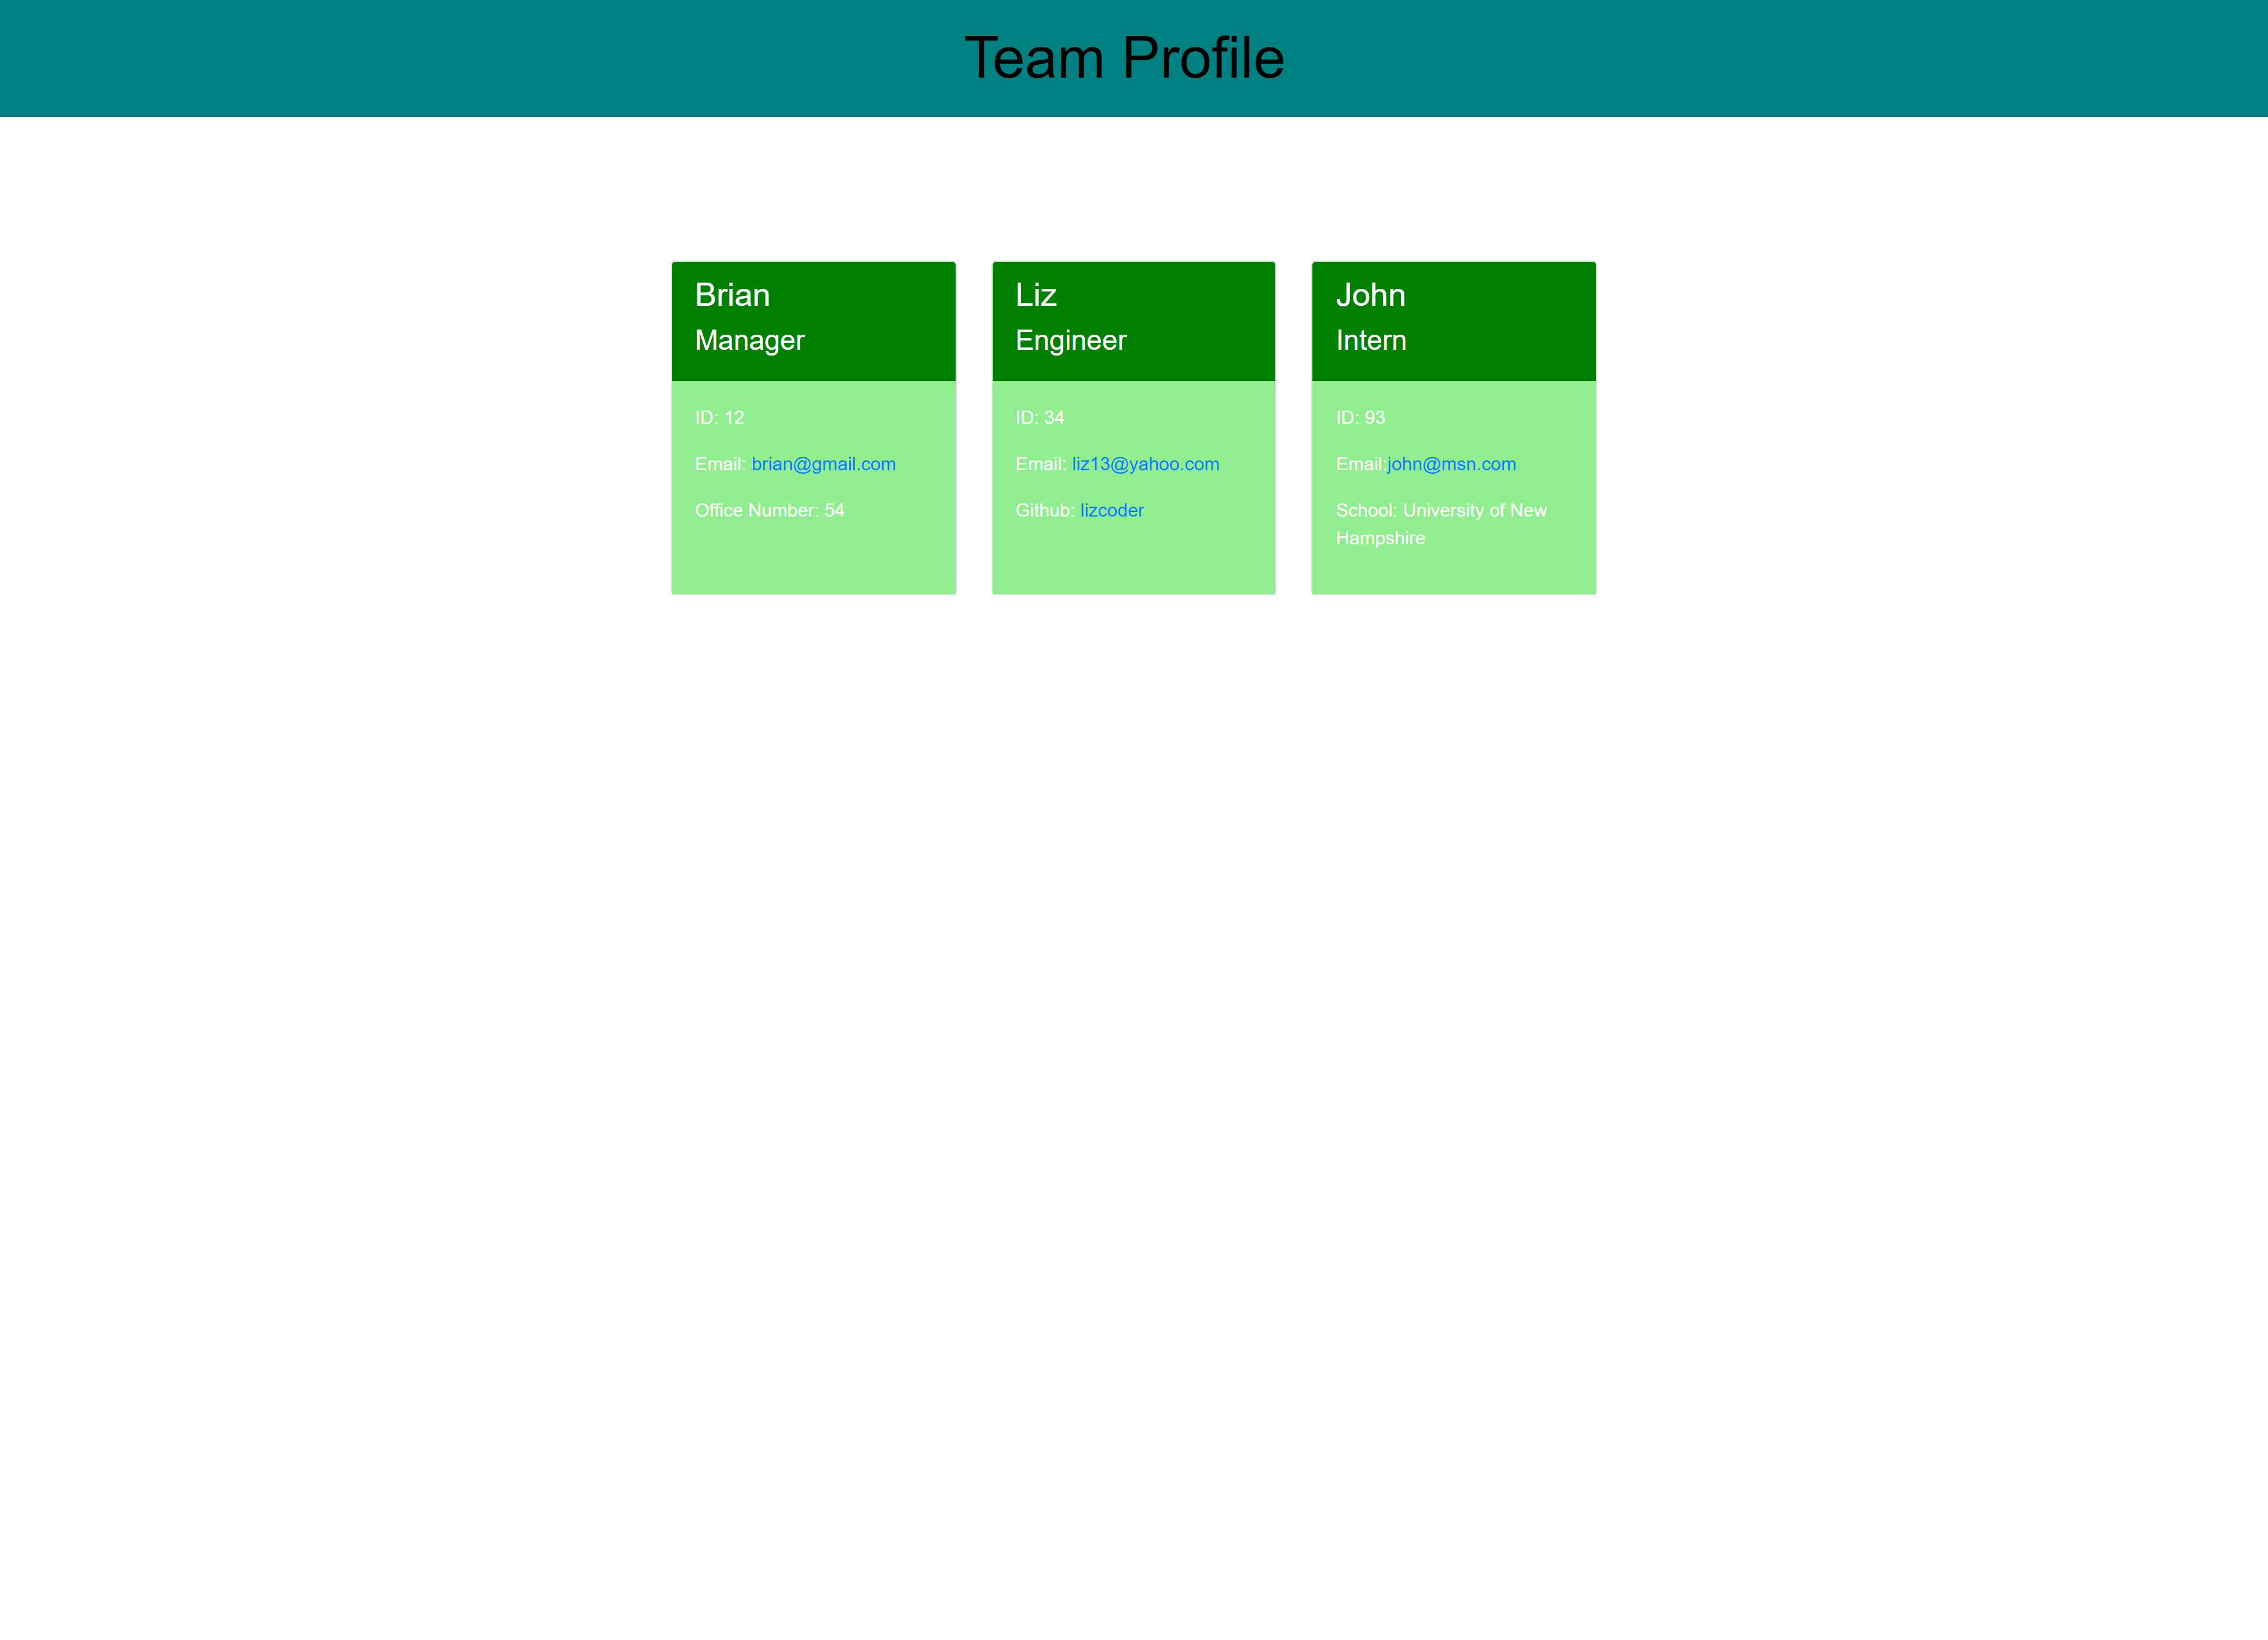 Team Profile
Brian
Manager
ID: 12
Email: brian@gmail.com
Office Number: 54
Liz
Engineer
ID: 34
Email: liz13@yahoo.com
Github: lizcoder
John
Intern
ID: 93
Email:john@msn.com
School: University of New
Hampshire